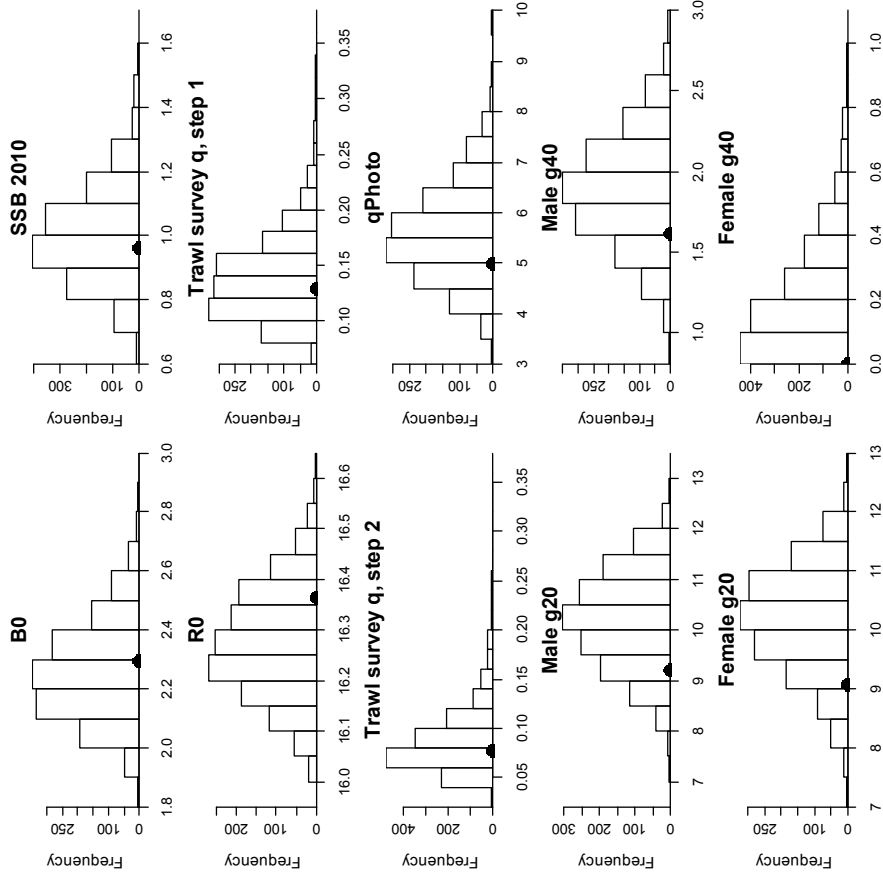 B0
Frequency
250
100
0
1.8 2.0 2.2 2.4 2.6 2.8 3.0
SSB 2010
Frequency
300
100
0
0.6 0.8 1.0 1.2 1.4 1.6
R0
Frequency
200
100
0
16.0 16.1 16.2 16.3 16.4 16.5 16.6
Trawl survey q, step 1
Frequency
250
100
0
0.10 0.15 0.20 0.25 0.30 0.35
Trawl survey q, step 2
Frequency
400
200
0
0.05 0.10 0.15 0.20 0.25 0.30 0.35
qPhoto
Frequency
250
100
0
3 4 5 6 7 8 9 10
Male g20
Frequency
300
200
100
0
7 8 9 10 11 12 13
Male g40
Frequency
250
100
0
1.0 1.5 2.0 2.5 3.0
Female g20
Frequency
250
100
0
7 8 9 10 11 12 13
Female g40
Frequency
400
200
0
0.0 0.2 0.4 0.6 0.8 1.0